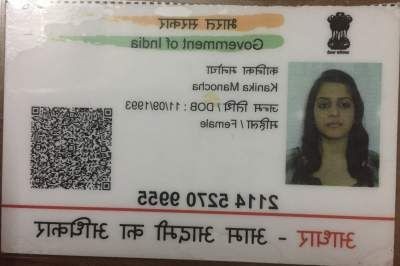 भारत सरकार
Government of India
कनिका मनोचा
Kanika Manocha
जन्म तिथि / DOB : 11/09/1993
महिला / Female
2114 5270 9955
आधार - आम आदमी का अधिकार